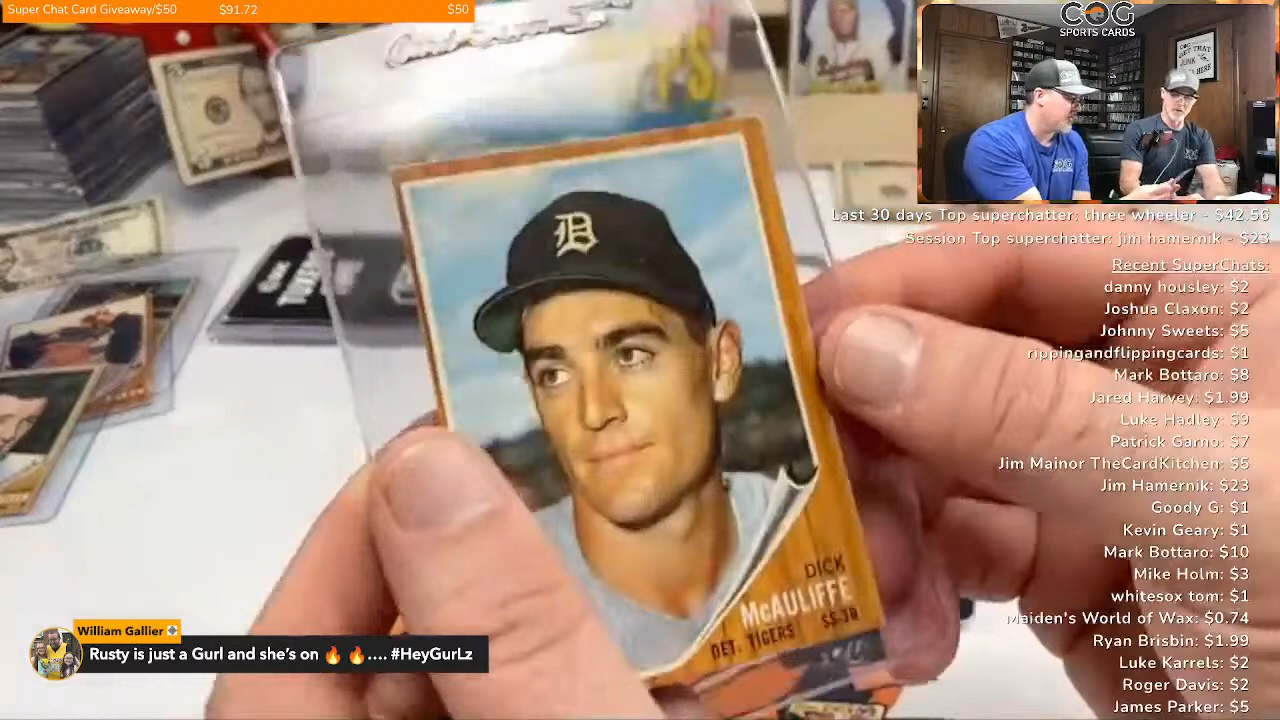 Super Chat Card Giveaway/$50 $91.72 $50
COG
SPORTS CARDS
Last 30 days Top superchatter: three wheeler - $42.56
Session Top superchatter: jim hamernik - $23
Recent SuperChats:
danny housley: $2
Joshua Claxon: $2
Johnny Sweets: $5
rippingandflippingcards: $1
Mark Bottaro: $8
Jared Harvey: $1.99
Luke Hadley: $9
Patrick Garno: $7
Jim Mainor TheCardKitchen: $5
Jim Hamernik: $23
Goody G: $1
Kevin Geary: $1
Mark Bottaro: $10
Mike Holm: $3
whitesox tom: $1
Maiden's World of Wax: $0.74
Ryan Brisbin: $1.99
Luke Karrels: $2
Roger Davis: $2
James Parker: $5
D
DICK
McAULIFFE
DET. TIGERS SS-3B
William Gallier
Rusty is just a Gurl and she's on 🔥 🔥.... #HeyGurLz